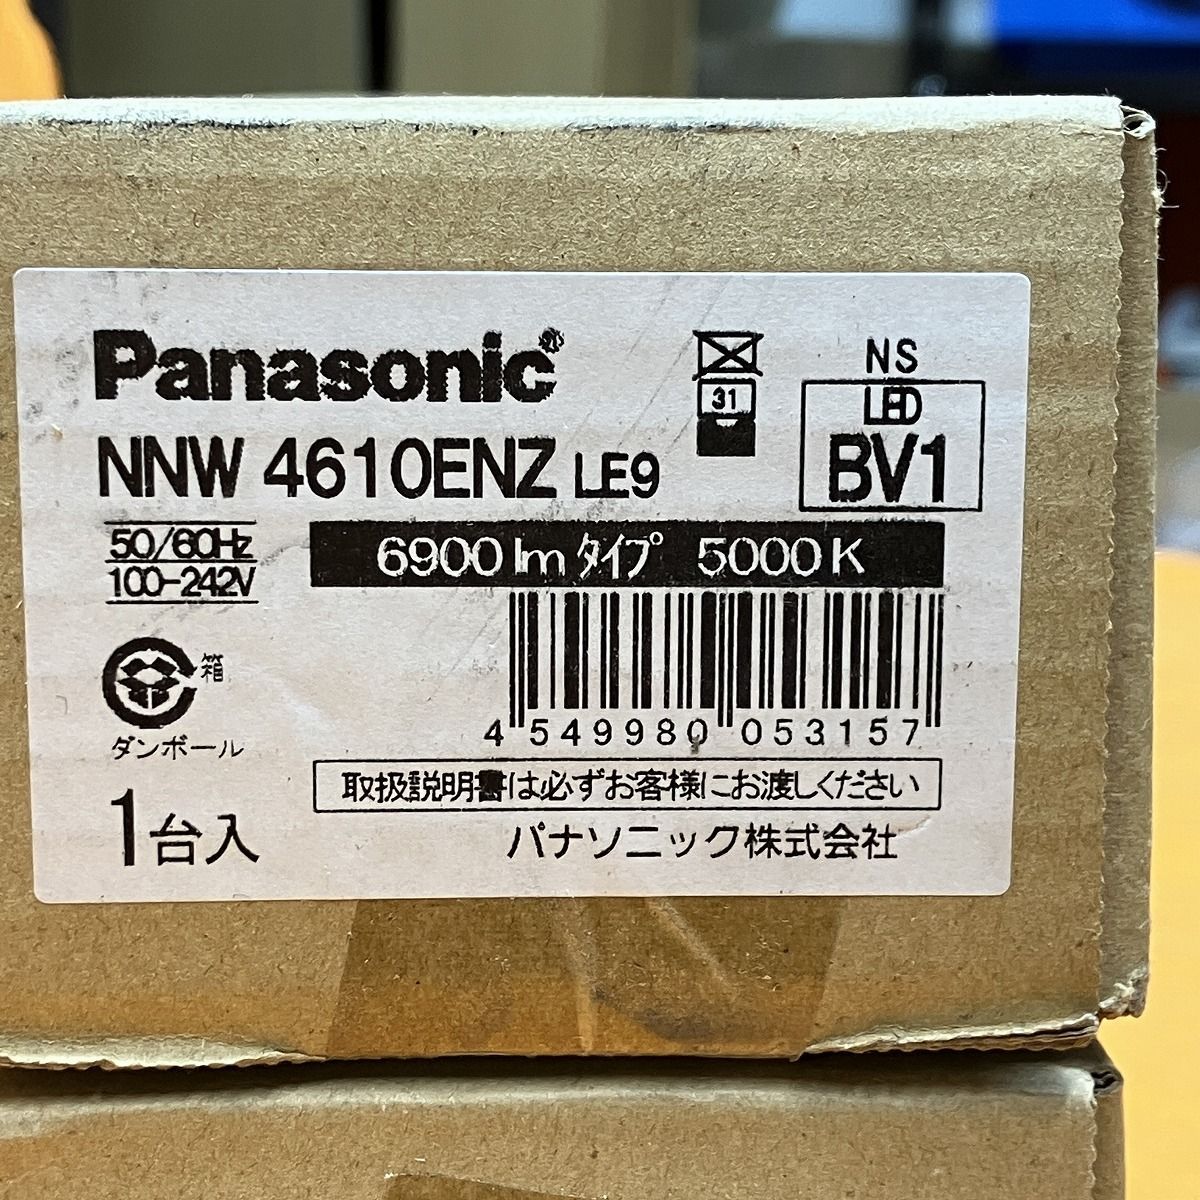 Panasonic®
NNW 4610ENZ LE9
31
NS
LED
BV1
50/60Hz
100-242V
6900 lm タイプ 5000K
4 549980 053157
箱
ダンボール
1台入
取扱説明書は必ずお客様にお渡しください
パナソニック株式会社